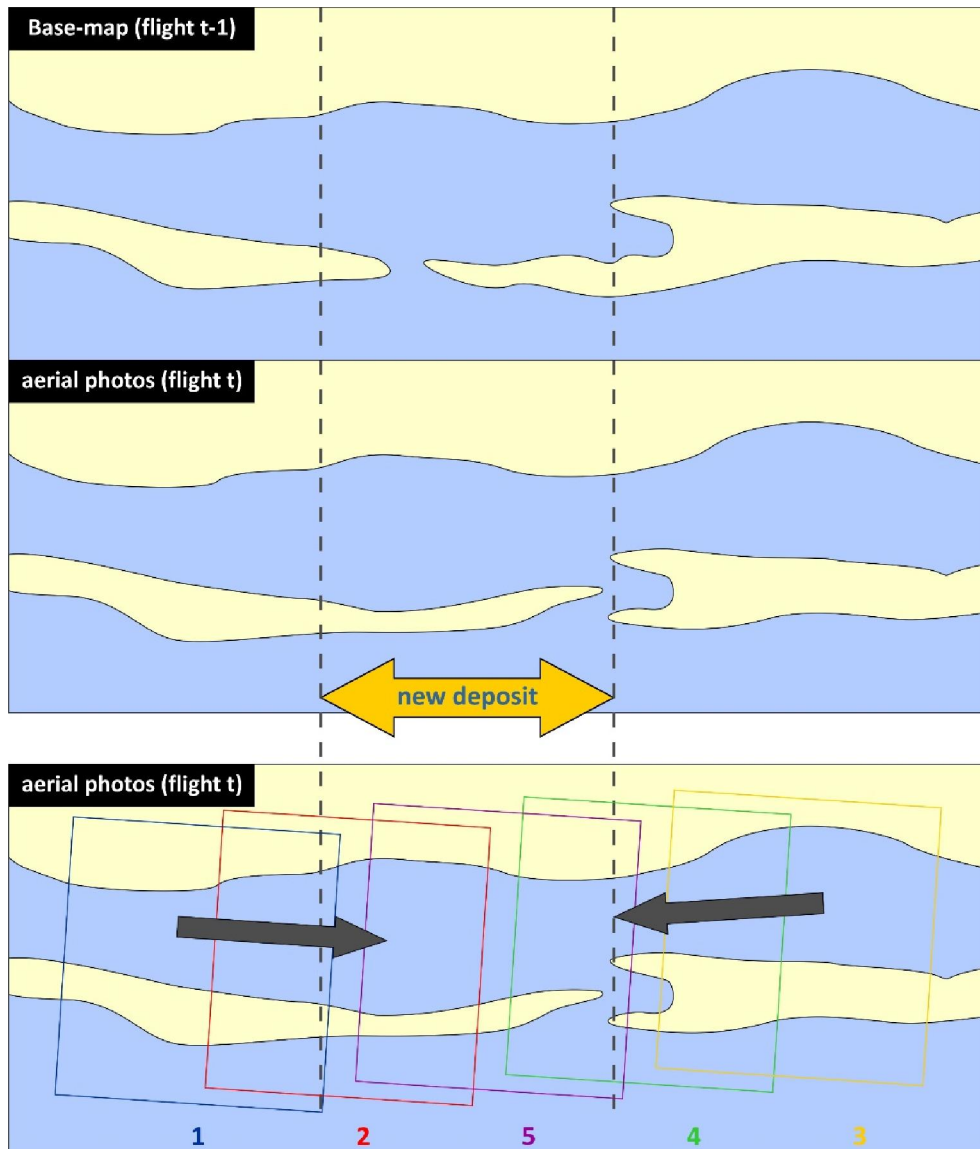 Base-map (flight t-1)
aerial photos (flight t)
new deposit
aerial photos (flight t)
1 2 5 4 3